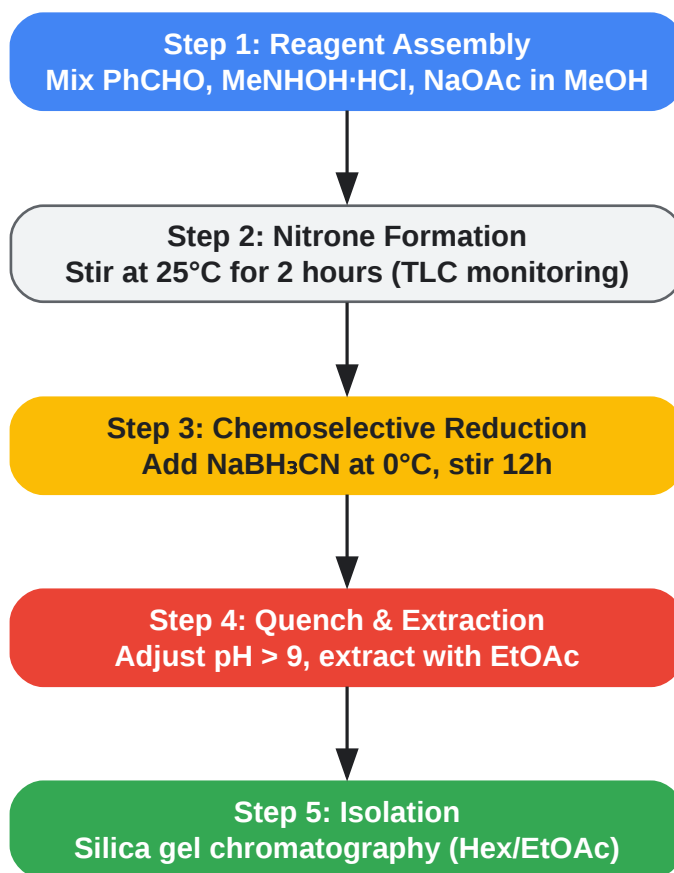 Step 1: Reagent Assembly
Mix PhCHO, MeNHOH·HCl, NaOAc in MeOH
Step 2: Nitrone Formation
Stir at 25°C for 2 hours (TLC monitoring)
Step 3: Chemoselective Reduction
Add NaBH₃CN at 0°C, stir 12h
Step 4: Quench & Extraction
Adjust pH > 9, extract with EtOAc
Step 5: Isolation
Silica gel chromatography (Hex/EtOAc)